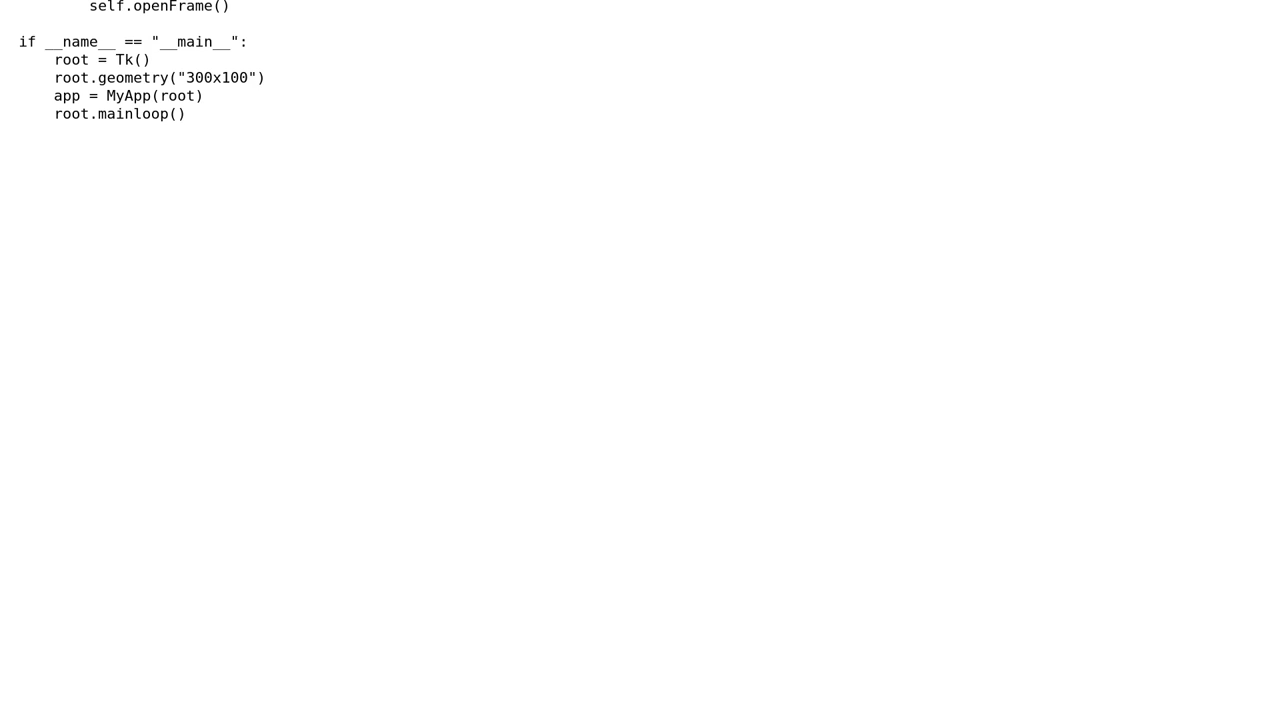 self.openFrame()

if __name__ == "__main__":
    root = Tk()
    root.geometry("300x100")
    app = MyApp(root)
    root.mainloop()